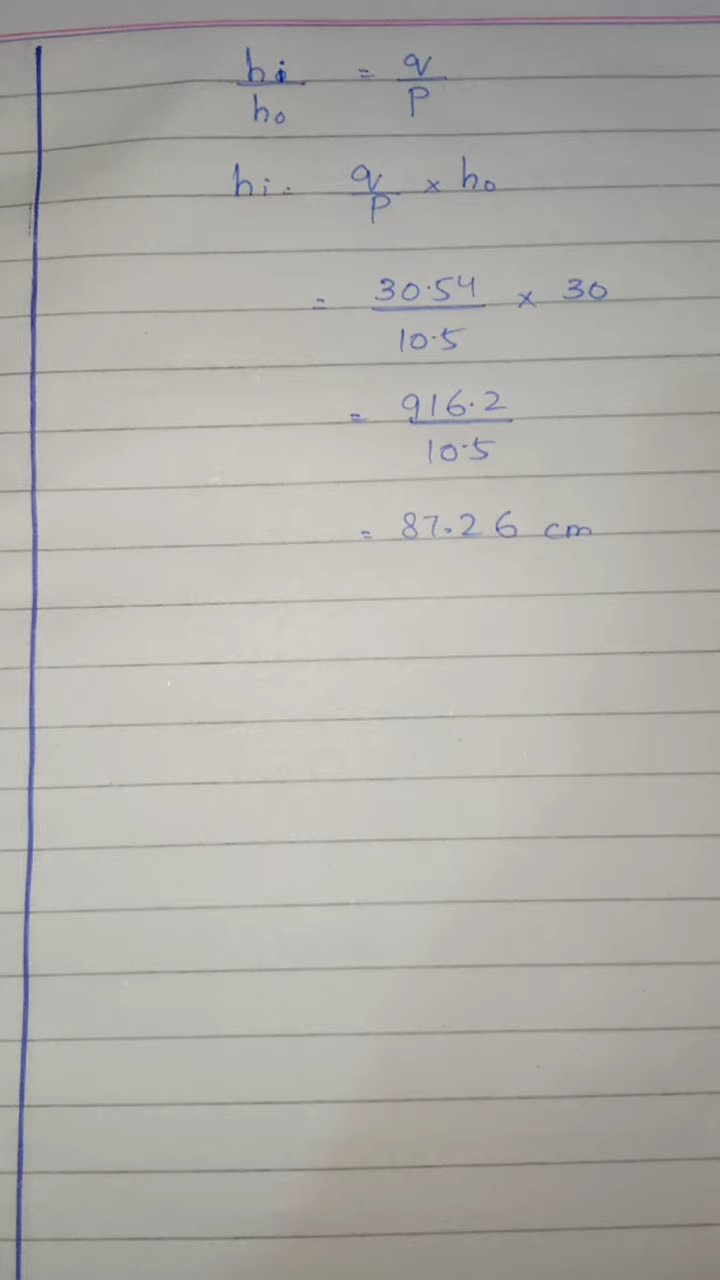 hi/ho = q/p
hi = q/p × ho
= 30.54/10.5 × 30
= 916.2/10.5
= 87.26 cm